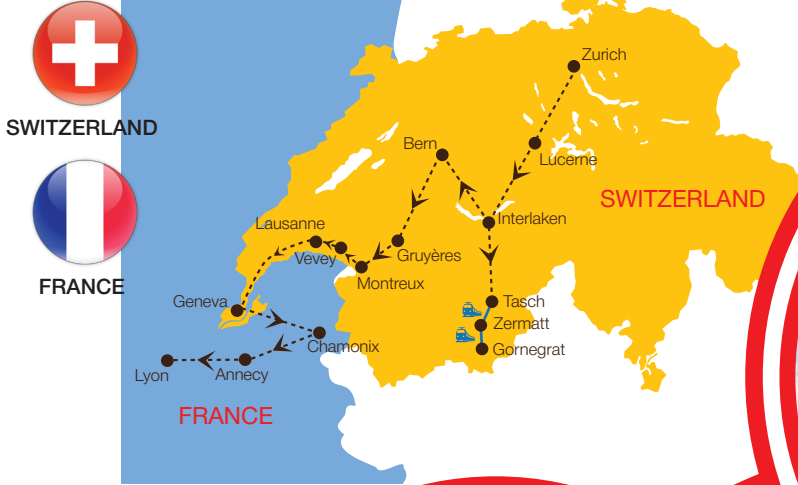 SWITZERLAND
FRANCE
Zurich
Bern
Lucerne
SWITZERLAND
Interlaken
Lausanne
Vevey
Gruyères
Montreux
Geneva
Tasch
Zermatt
Chamonix
Gornegrat
Lyon
Annecy
FRANCE